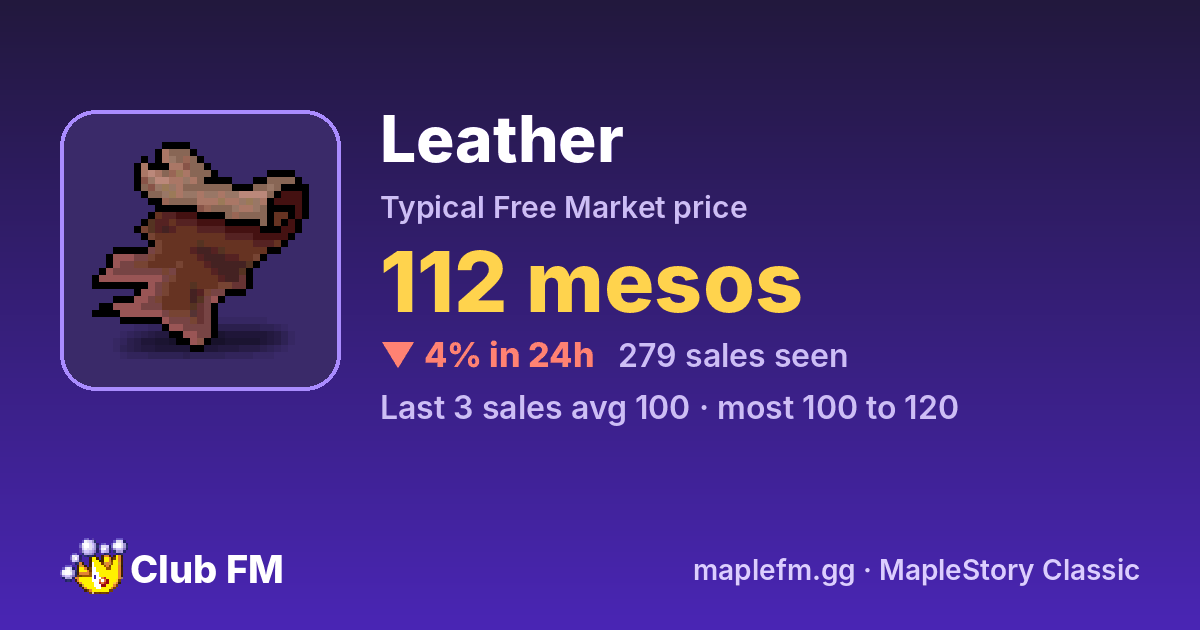 Leather
Typical Free Market price
112 mesos
▼ 4% in 24h 279 sales seen
Last 3 sales avg 100 · most 100 to 120
Club FM
maplefm.gg · MapleStory Classic